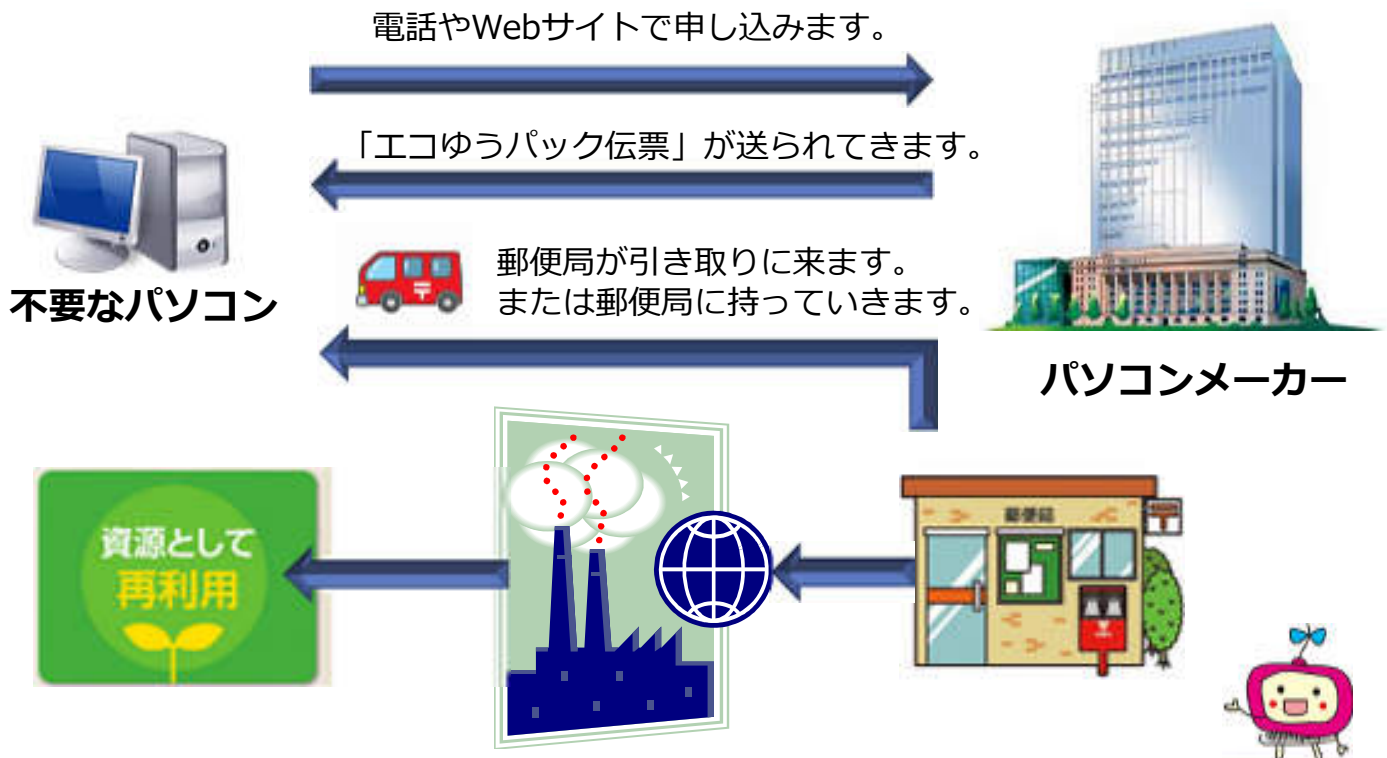 電話やWebサイトで申し込みます。
「エコゆうパック伝票」が送られてきます。
郵便局が引き取りに来ます。
または郵便局に持っていきます。
不要なパソコン
パソコンメーカー
資源として
再利用
郵便局